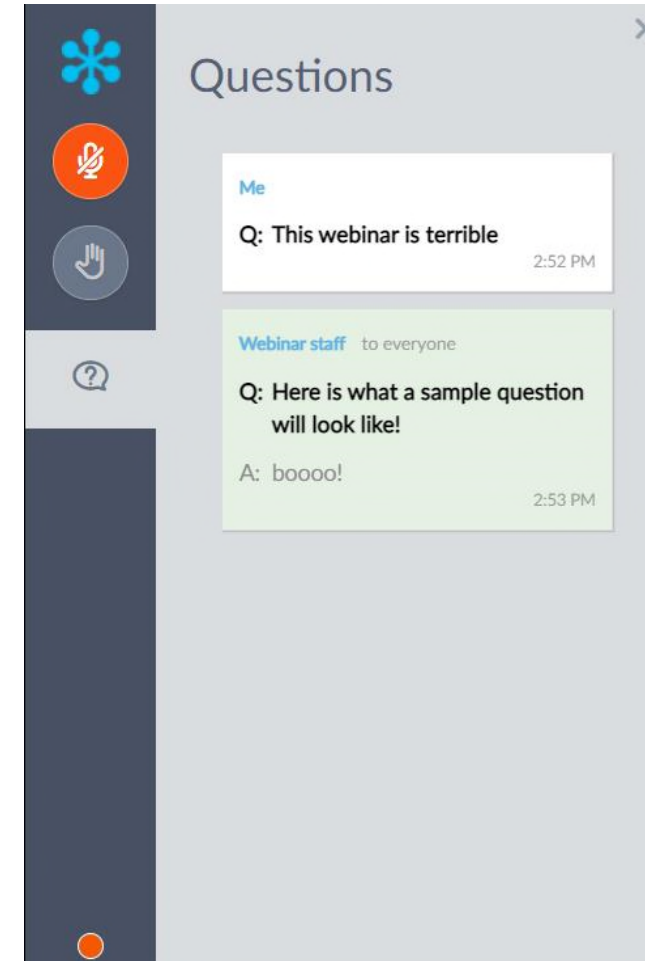 Questions
Me
Q: This webinar is terrible
2:52 PM
Webinar staff to everyone
Q: Here is what a sample question
will look like!
A: boooo!
2:53 PM